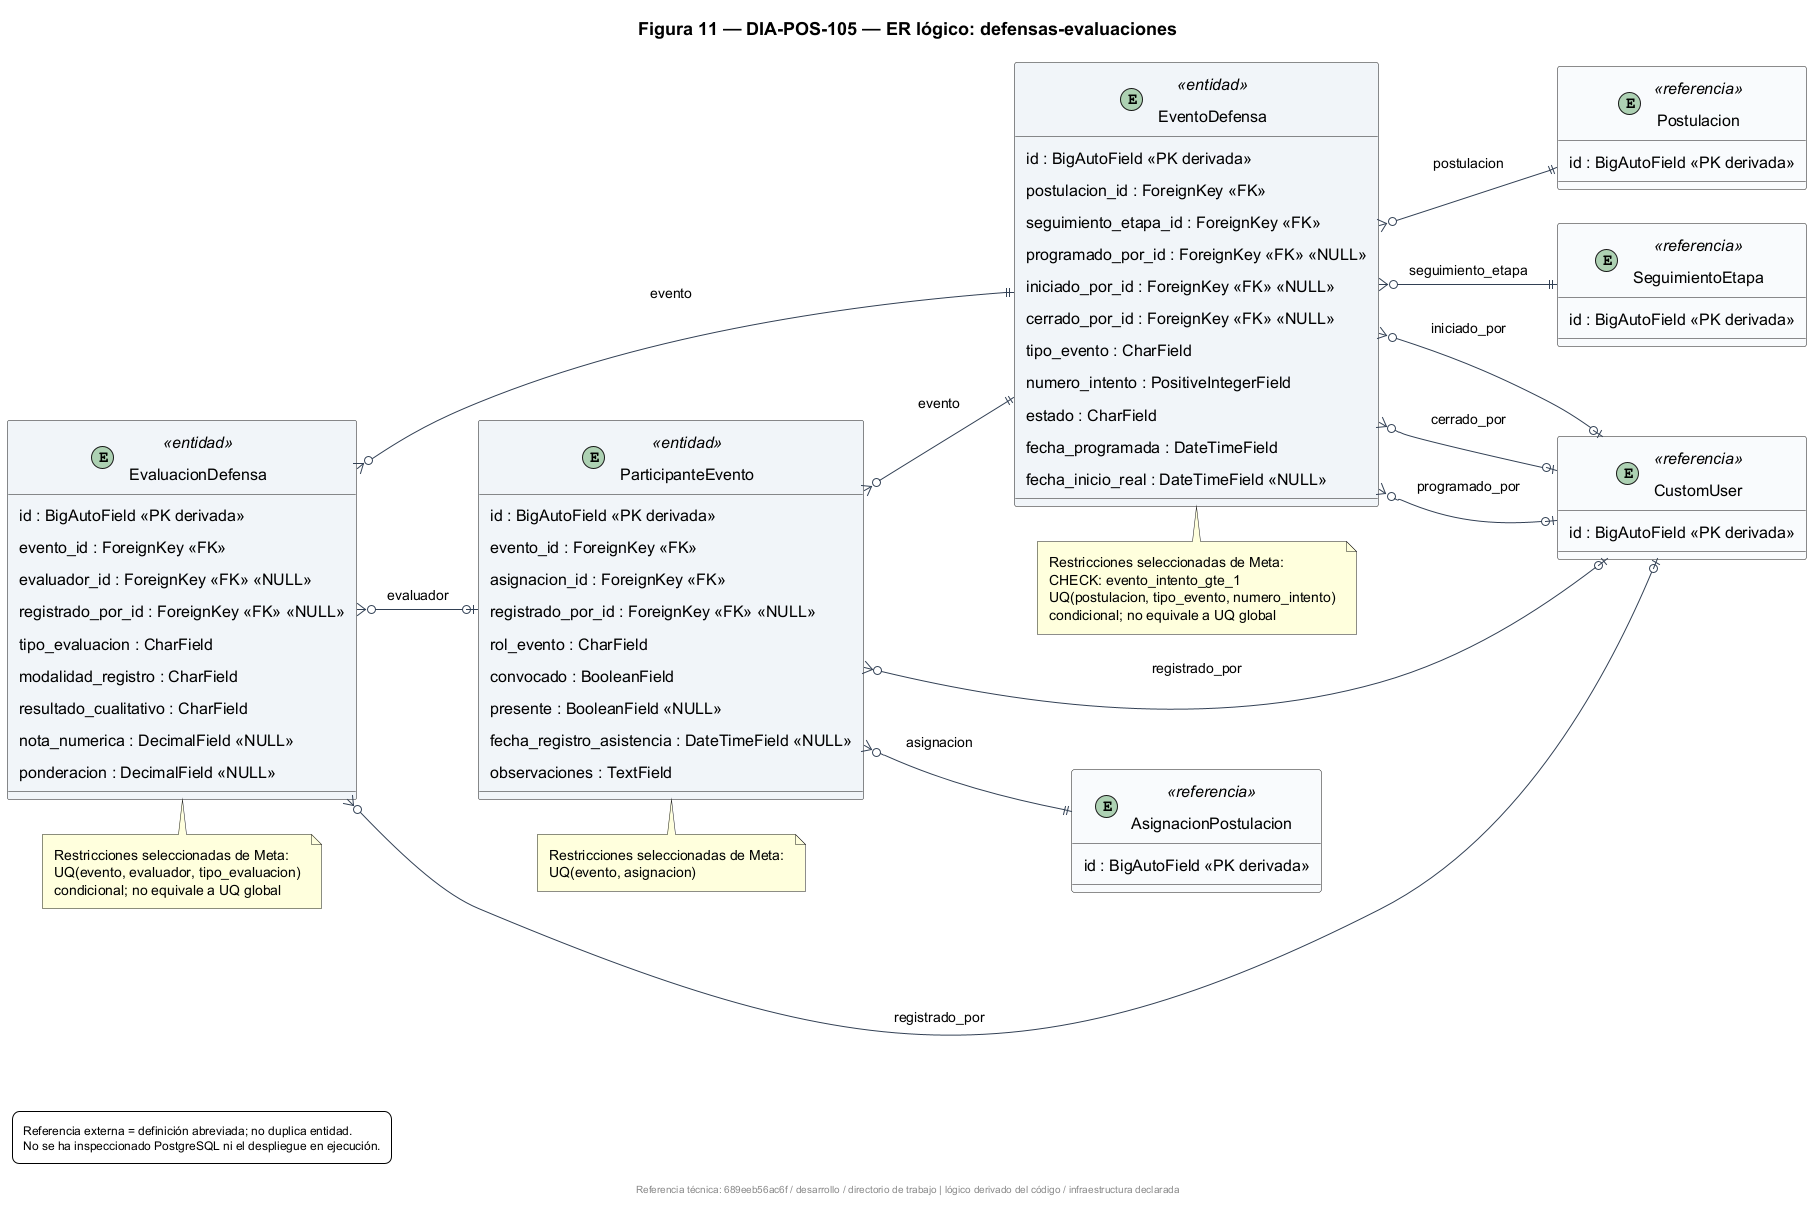 Figura 11 — DIA-POS-105 — ER lógico: defensas-evaluaciones
«entidad»
E
EventoDefensa
id : BigAutoField «PK derivada»
postulacion_id : ForeignKey «FK»
seguimiento_etapa_id : ForeignKey «FK»
programado_por_id : ForeignKey «FK» «NULL»
iniciado_por_id : ForeignKey «FK» «NULL»
cerrado_por_id : ForeignKey «FK» «NULL»
tipo_evento : CharField
numero_intento : PositiveIntegerField
estado : CharField
fecha_programada : DateTimeField
fecha_inicio_real : DateTimeField «NULL»
Restricciones seleccionadas de Meta:
CHECK: evento_intento_gte_1
UQ(postulacion, tipo_evento, numero_intento)
condicional; no equivale a UQ global
postulacion
seguimiento_etapa
iniciado_por
cerrado_por
programado_por
«referencia»
E
Postulacion
id : BigAutoField «PK derivada»
«referencia»
E
SeguimientoEtapa
id : BigAutoField «PK derivada»
«referencia»
E
CustomUser
id : BigAutoField «PK derivada»
evento
evento
«entidad»
E
EvaluacionDefensa
id : BigAutoField «PK derivada»
evento_id : ForeignKey «FK»
evaluador_id : ForeignKey «FK» «NULL»
registrado_por_id : ForeignKey «FK» «NULL»
tipo_evaluacion : CharField
modalidad_registro : CharField
resultado_cualitativo : CharField
nota_numerica : DecimalField «NULL»
ponderacion : DecimalField «NULL»
Restricciones seleccionadas de Meta:
UQ(evento, evaluador, tipo_evaluacion)
condicional; no equivale a UQ global
evaluador
«entidad»
E
ParticipanteEvento
id : BigAutoField «PK derivada»
evento_id : ForeignKey «FK»
asignacion_id : ForeignKey «FK»
registrado_por_id : ForeignKey «FK» «NULL»
rol_evento : CharField
convocado : BooleanField
presente : BooleanField «NULL»
fecha_registro_asistencia : DateTimeField «NULL»
observaciones : TextField
Restricciones seleccionadas de Meta:
UQ(evento, asignacion)
registrado_por
asignacion
«referencia»
E
AsignacionPostulacion
id : BigAutoField «PK derivada»
registrado_por
Referencia externa = definición abreviada; no duplica entidad.
No se ha inspeccionado PostgreSQL ni el despliegue en ejecución.
Referencia técnica: 689eeb56ac6f / desarrollo / directorio de trabajo | lógico derivado del código / infraestructura declarada